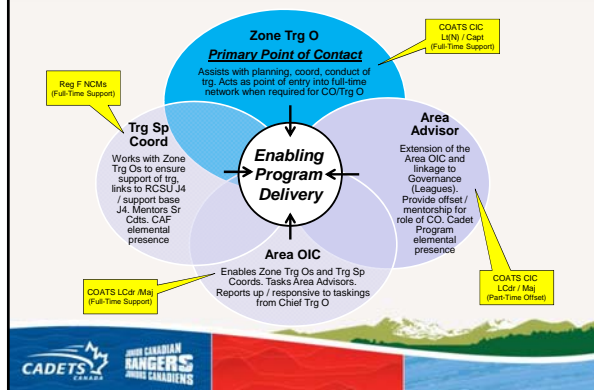 Zone Trg O
Primary Point of Contact
Assists with planning, coord, conduct of
trg. Acts as point of entry into full-time
network when required for CO/Trg O
COATS CIC
Lt(N) / Capt
(Full-Time Support)
Reg F NCMs
(Full-Time Support)
Trg Sp
Coord
Works with Zone
Trg Os to ensure
support of trg,
links to RCSU J4
/ support base
J4. Mentors Sr
Cdts. CAF
elemental
presence
Enabling
Program
Delivery
Area
Advisor
Extension of the
Area OIC and
linkage to
Governance
(Leagues).
Provide offset /
mentorship for
role of CO. Cadet
Program
elemental
presence
Area OIC
Enables Zone Trg Os and Trg Sp
Coords. Tasks Area Advisors.
Reports up / responsive to taskings
from Chief Trg O
COATS LCdr /Maj
(Full-Time Support)
COATS CIC
LCdr / Maj
(Part-Time Offset)
CADETS
CANADA
JUNIOR CANADIAN
RANGERS
JUNIORS CANADIENS